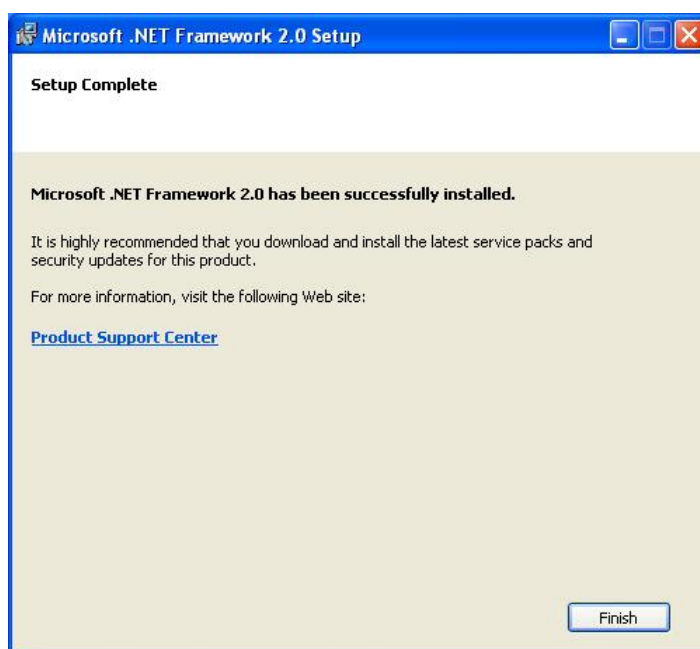 Microsoft .NET Framework 2.0 Setup
Setup Complete
Microsoft .NET Framework 2.0 has been successfully installed.
It is highly recommended that you download and install the latest service packs and
security updates for this product.
For more information, visit the following Web site:
Product Support Center
Finish